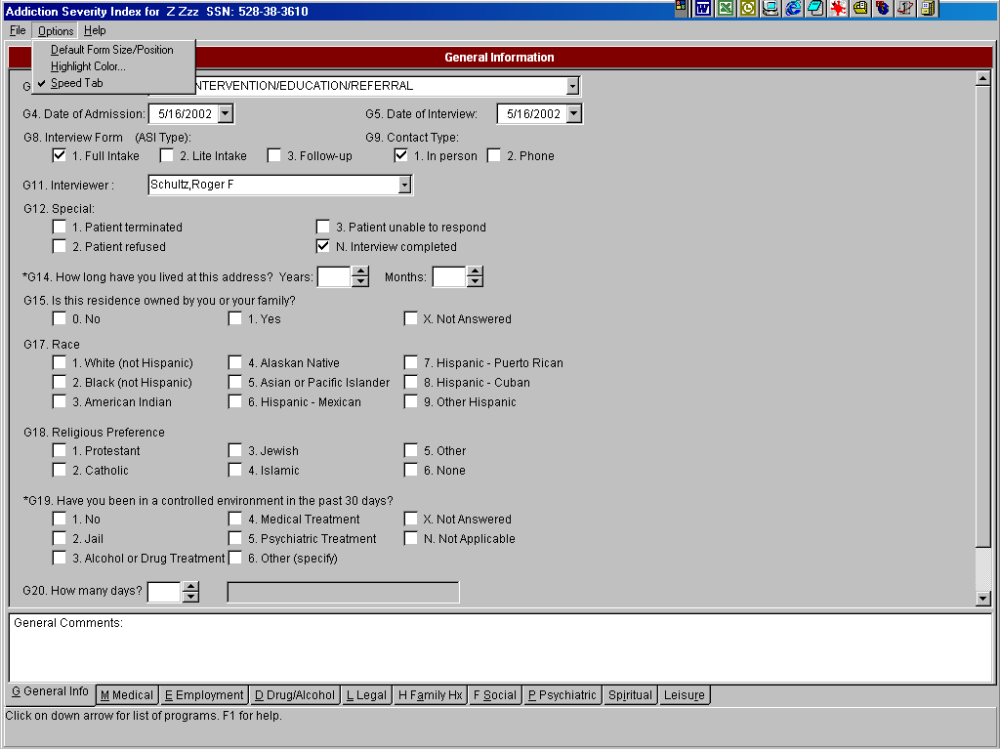 Addiction Severity Index for Z Zzz SSN: 528-38-3610
File Options Help
Default Form Size/Position
Highlight Color...
Speed Tab
General Information
G
NTERVENTION/EDUCATION/REFERRAL
G4. Date of Admission: 5/16/2002 G5. Date of Interview: 5/16/2002
G8. Interview Form (ASI Type): G9. Contact Type:
1. Full Intake 2. Lite Intake 3. Follow-up 1. In person 2. Phone
G11. Interviewer : Schultz,Roger F
G12. Special:
1. Patient terminated 3. Patient unable to respond
2. Patient refused N. Interview completed
*G14. How long have you lived at this address? Years: Months:
G15. Is this residence owned by you or your family?
0. No 1. Yes X. Not Answered
G17. Race
1. White (not Hispanic) 4. Alaskan Native 7. Hispanic - Puerto Rican
2. Black (not Hispanic) 5. Asian or Pacific Islander 8. Hispanic - Cuban
3. American Indian 6. Hispanic - Mexican 9. Other Hispanic
G18. Religious Preference
1. Protestant 3. Jewish 5. Other
2. Catholic 4. Islamic 6. None
*G19. Have you been in a controlled environment in the past 30 days?
1. No 4. Medical Treatment X. Not Answered
2. Jail 5. Psychiatric Treatment N. Not Applicable
3. Alcohol or Drug Treatment 6. Other (specify)
G20. How many days?
General Comments:
G General Info M Medical E Employment D Drug/Alcohol L Legal H Family Hx F Social P Psychiatric Spiritual Leisure
Click on down arrow for list of programs. F1 for help.